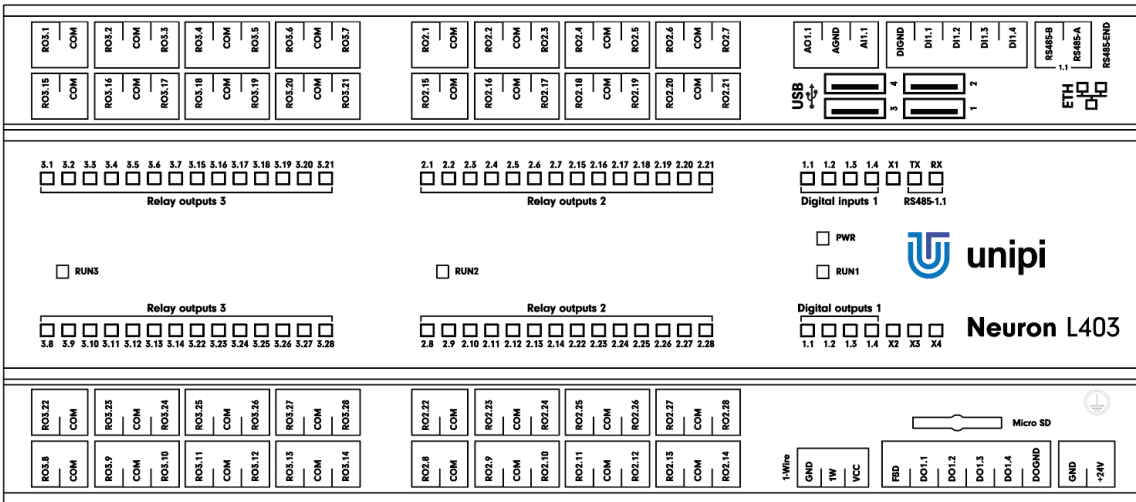 RO3.1 COM RO3.2 COM RO3.3 RO3.4 COM RO3.5 RO3.6 COM RO3.7 RO2.1 COM RO2.2 COM RO2.3 RO2.4 COM RO2.5 RO2.6 COM RO2.7 AO1.1 AGND AI1.1 DIGND DI1.1 DI1.2 DI1.3 DI1.4 RS485-B RS485-A RS485-END
1.1
RO3.15 COM RO3.16 COM RO3.17 RO3.18 COM RO3.19 RO3.20 COM RO3.21 RO2.15 COM RO2.16 COM RO2.17 RO2.18 COM RO2.19 RO2.20 COM RO2.21 USB 4 2 ETH
3 1
3.1 3.2 3.3 3.4 3.5 3.6 3.7 3.15 3.16 3.17 3.18 3.19 3.20 3.21 2.1 2.2 2.3 2.4 2.5 2.6 2.7 2.15 2.16 2.17 2.18 2.19 2.20 2.21 1.1 1.2 1.3 1.4 X1 TX RX
Relay outputs 3 Relay outputs 2 Digital inputs 1 RS485-1.1
PWR
unipi
RUN3 RUN2 RUN1
Relay outputs 3 Relay outputs 2 Digital outputs 1
Neuron L403
3.8 3.9 3.10 3.11 3.12 3.13 3.14 3.22 3.23 3.24 3.25 3.26 3.27 3.28 2.8 2.9 2.10 2.11 2.12 2.13 2.14 2.22 2.23 2.24 2.25 2.26 2.27 2.28 1.1 1.2 1.3 1.4 X2 X3 X4
RO3.22 COM RO3.23 COM RO3.24 RO3.25 COM RO3.26 RO3.27 COM RO3.28 RO2.22 COM RO2.23 COM RO2.24 RO2.25 COM RO2.26 RO2.27 COM RO2.28 Micro SD
RO3.8 COM RO3.9 COM RO3.10 RO3.11 COM RO3.12 RO3.13 COM RO3.14 RO2.8 COM RO2.9 COM RO2.10 RO2.11 COM RO2.12 RO2.13 COM RO2.14 1-Wire GND 1W VCC FBD DO1.1 DO1.2 DO1.3 DO1.4 DOGND GND +24V